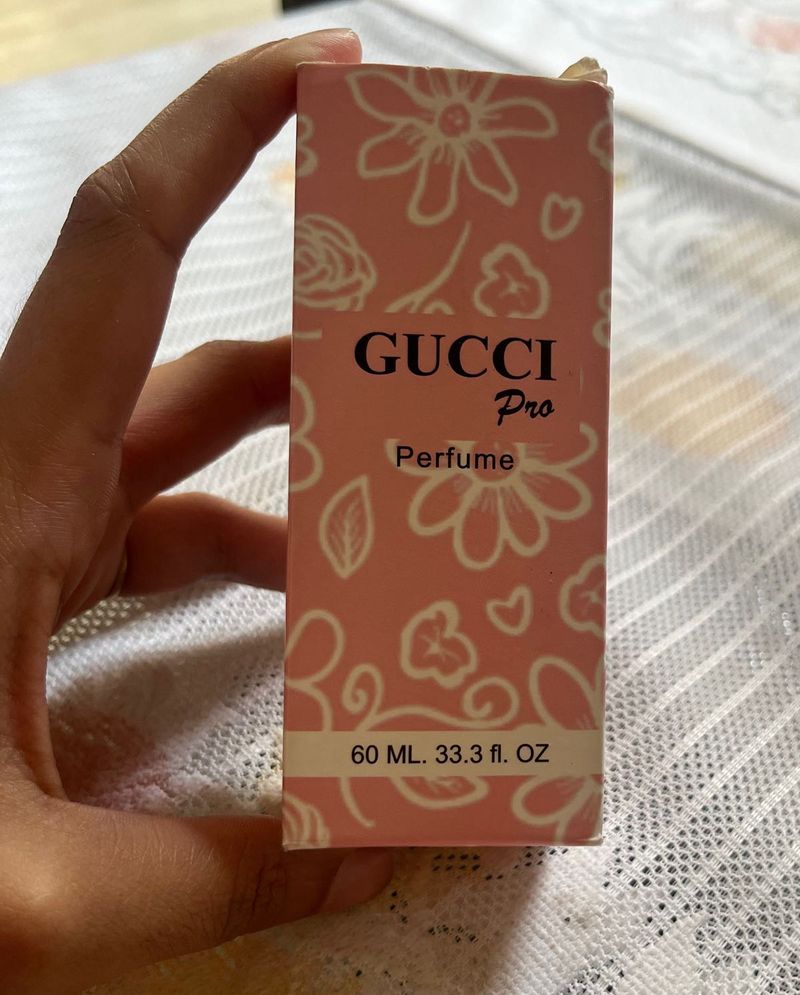 GUCCI
Pro
Perfume
60 ML. 33.3 fl. OZ